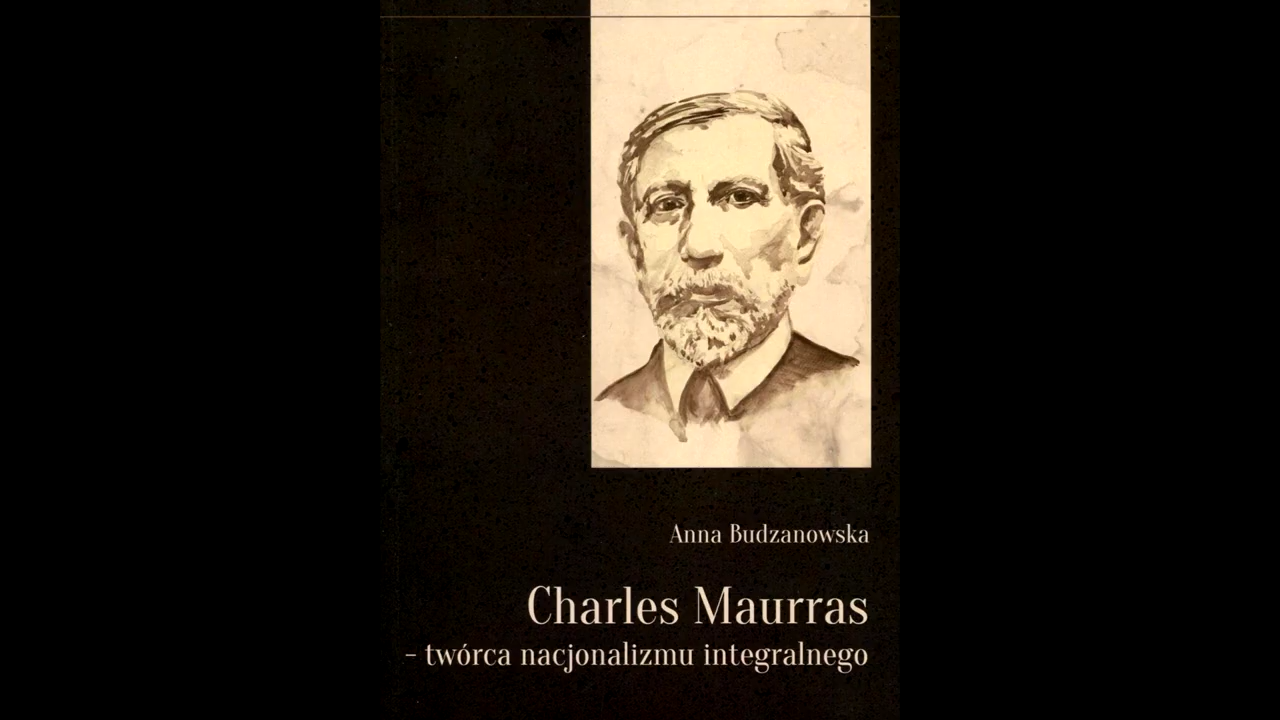 Anna Budzanowska
Charles Maurras
– twórca nacjonalizmu integralnego